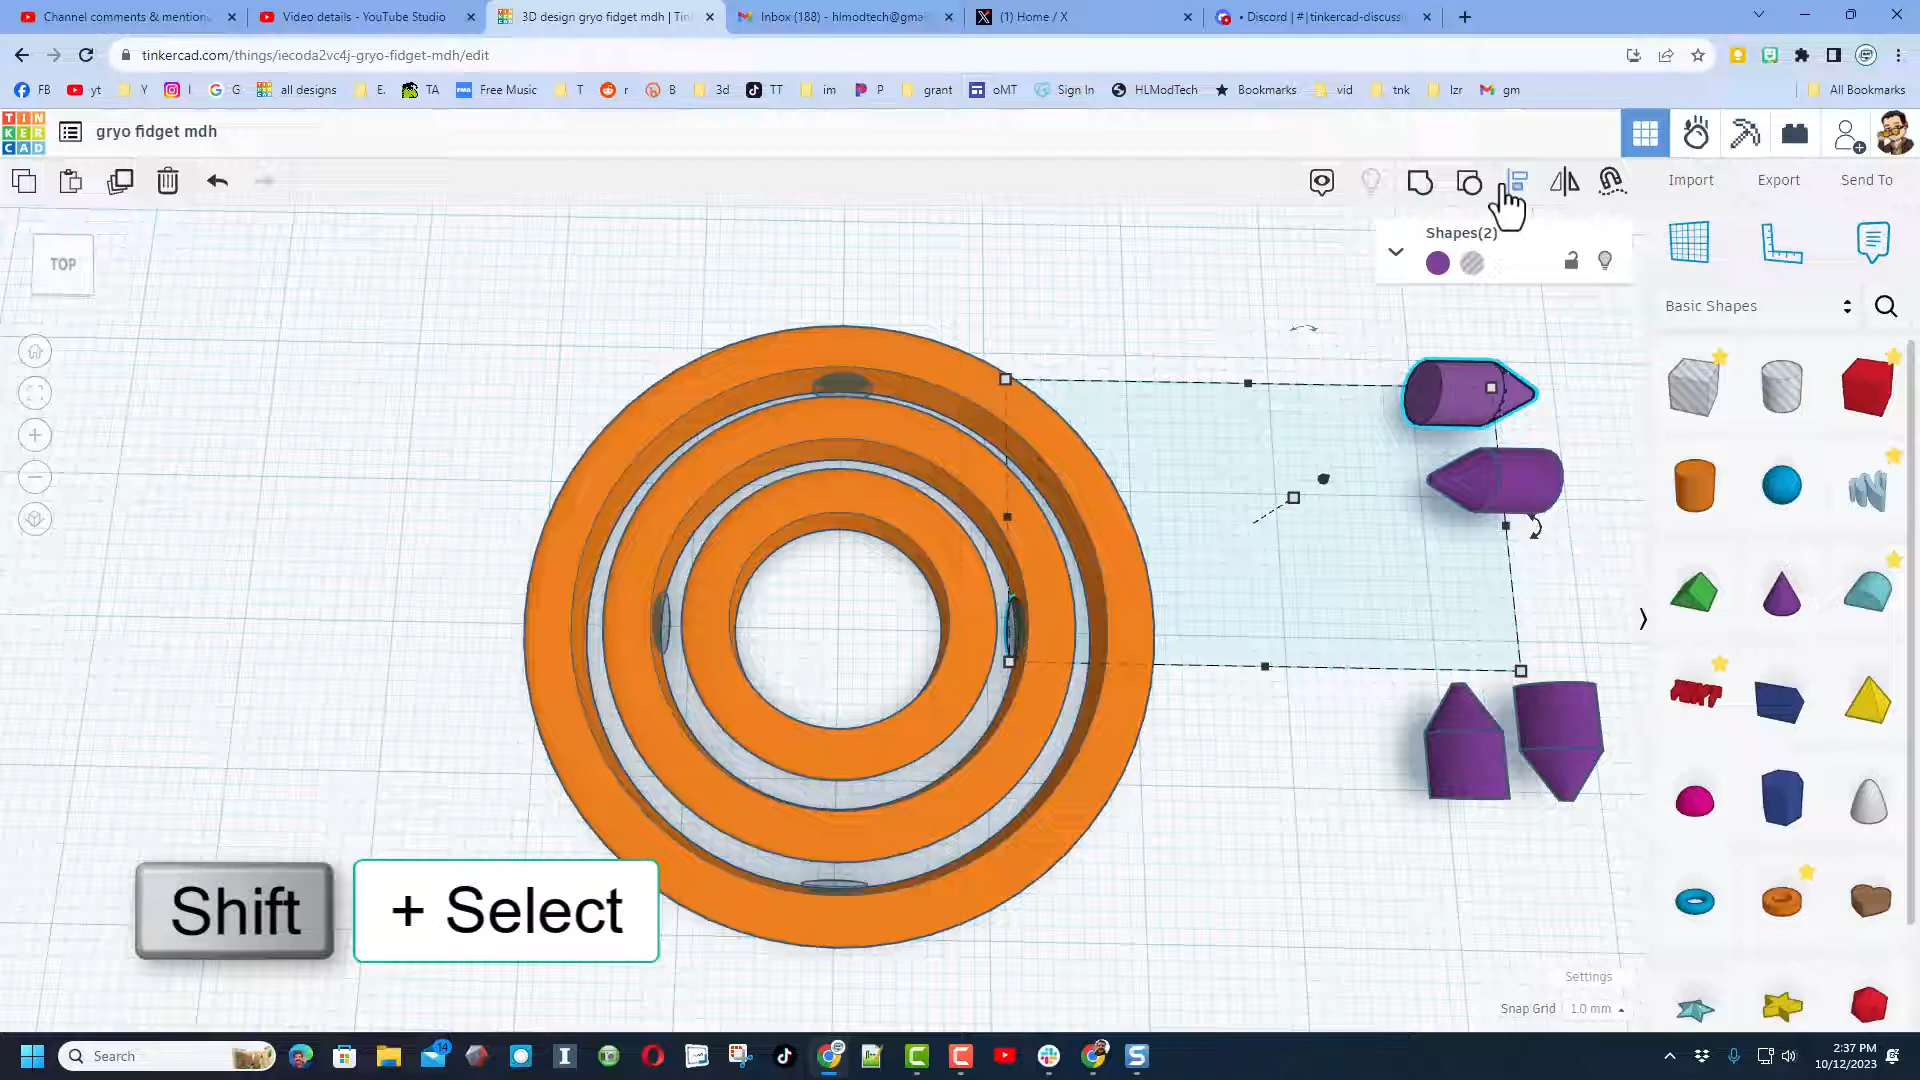 Channel comments & mention
Video details - YouTube Studio
3D design gryo fidget mdh | Tin
Inbox (188) - hlmodtech@gmai
(1) Home / X
• Discord | #|tinkercad-discuss
tinkercad.com/things/iecoda2vc4j-gryo-fidget-mdh/edit
FB
yt
Y
I
G
all designs
E.
TA
Free Music
T
r
B
3d
TT
im
P
grant
oMT
Sign In
HLModTech
Bookmarks
vid
tnk
lzr
gm
All Bookmarks
TIN
KER
CAD
gryo fidget mdh
Import
Export
Send To
Shapes(2)
TOP
Basic Shapes
Shift
+ Select
Settings
Snap Grid
1.0 mm
Search
14
2:37 PM
10/12/2023